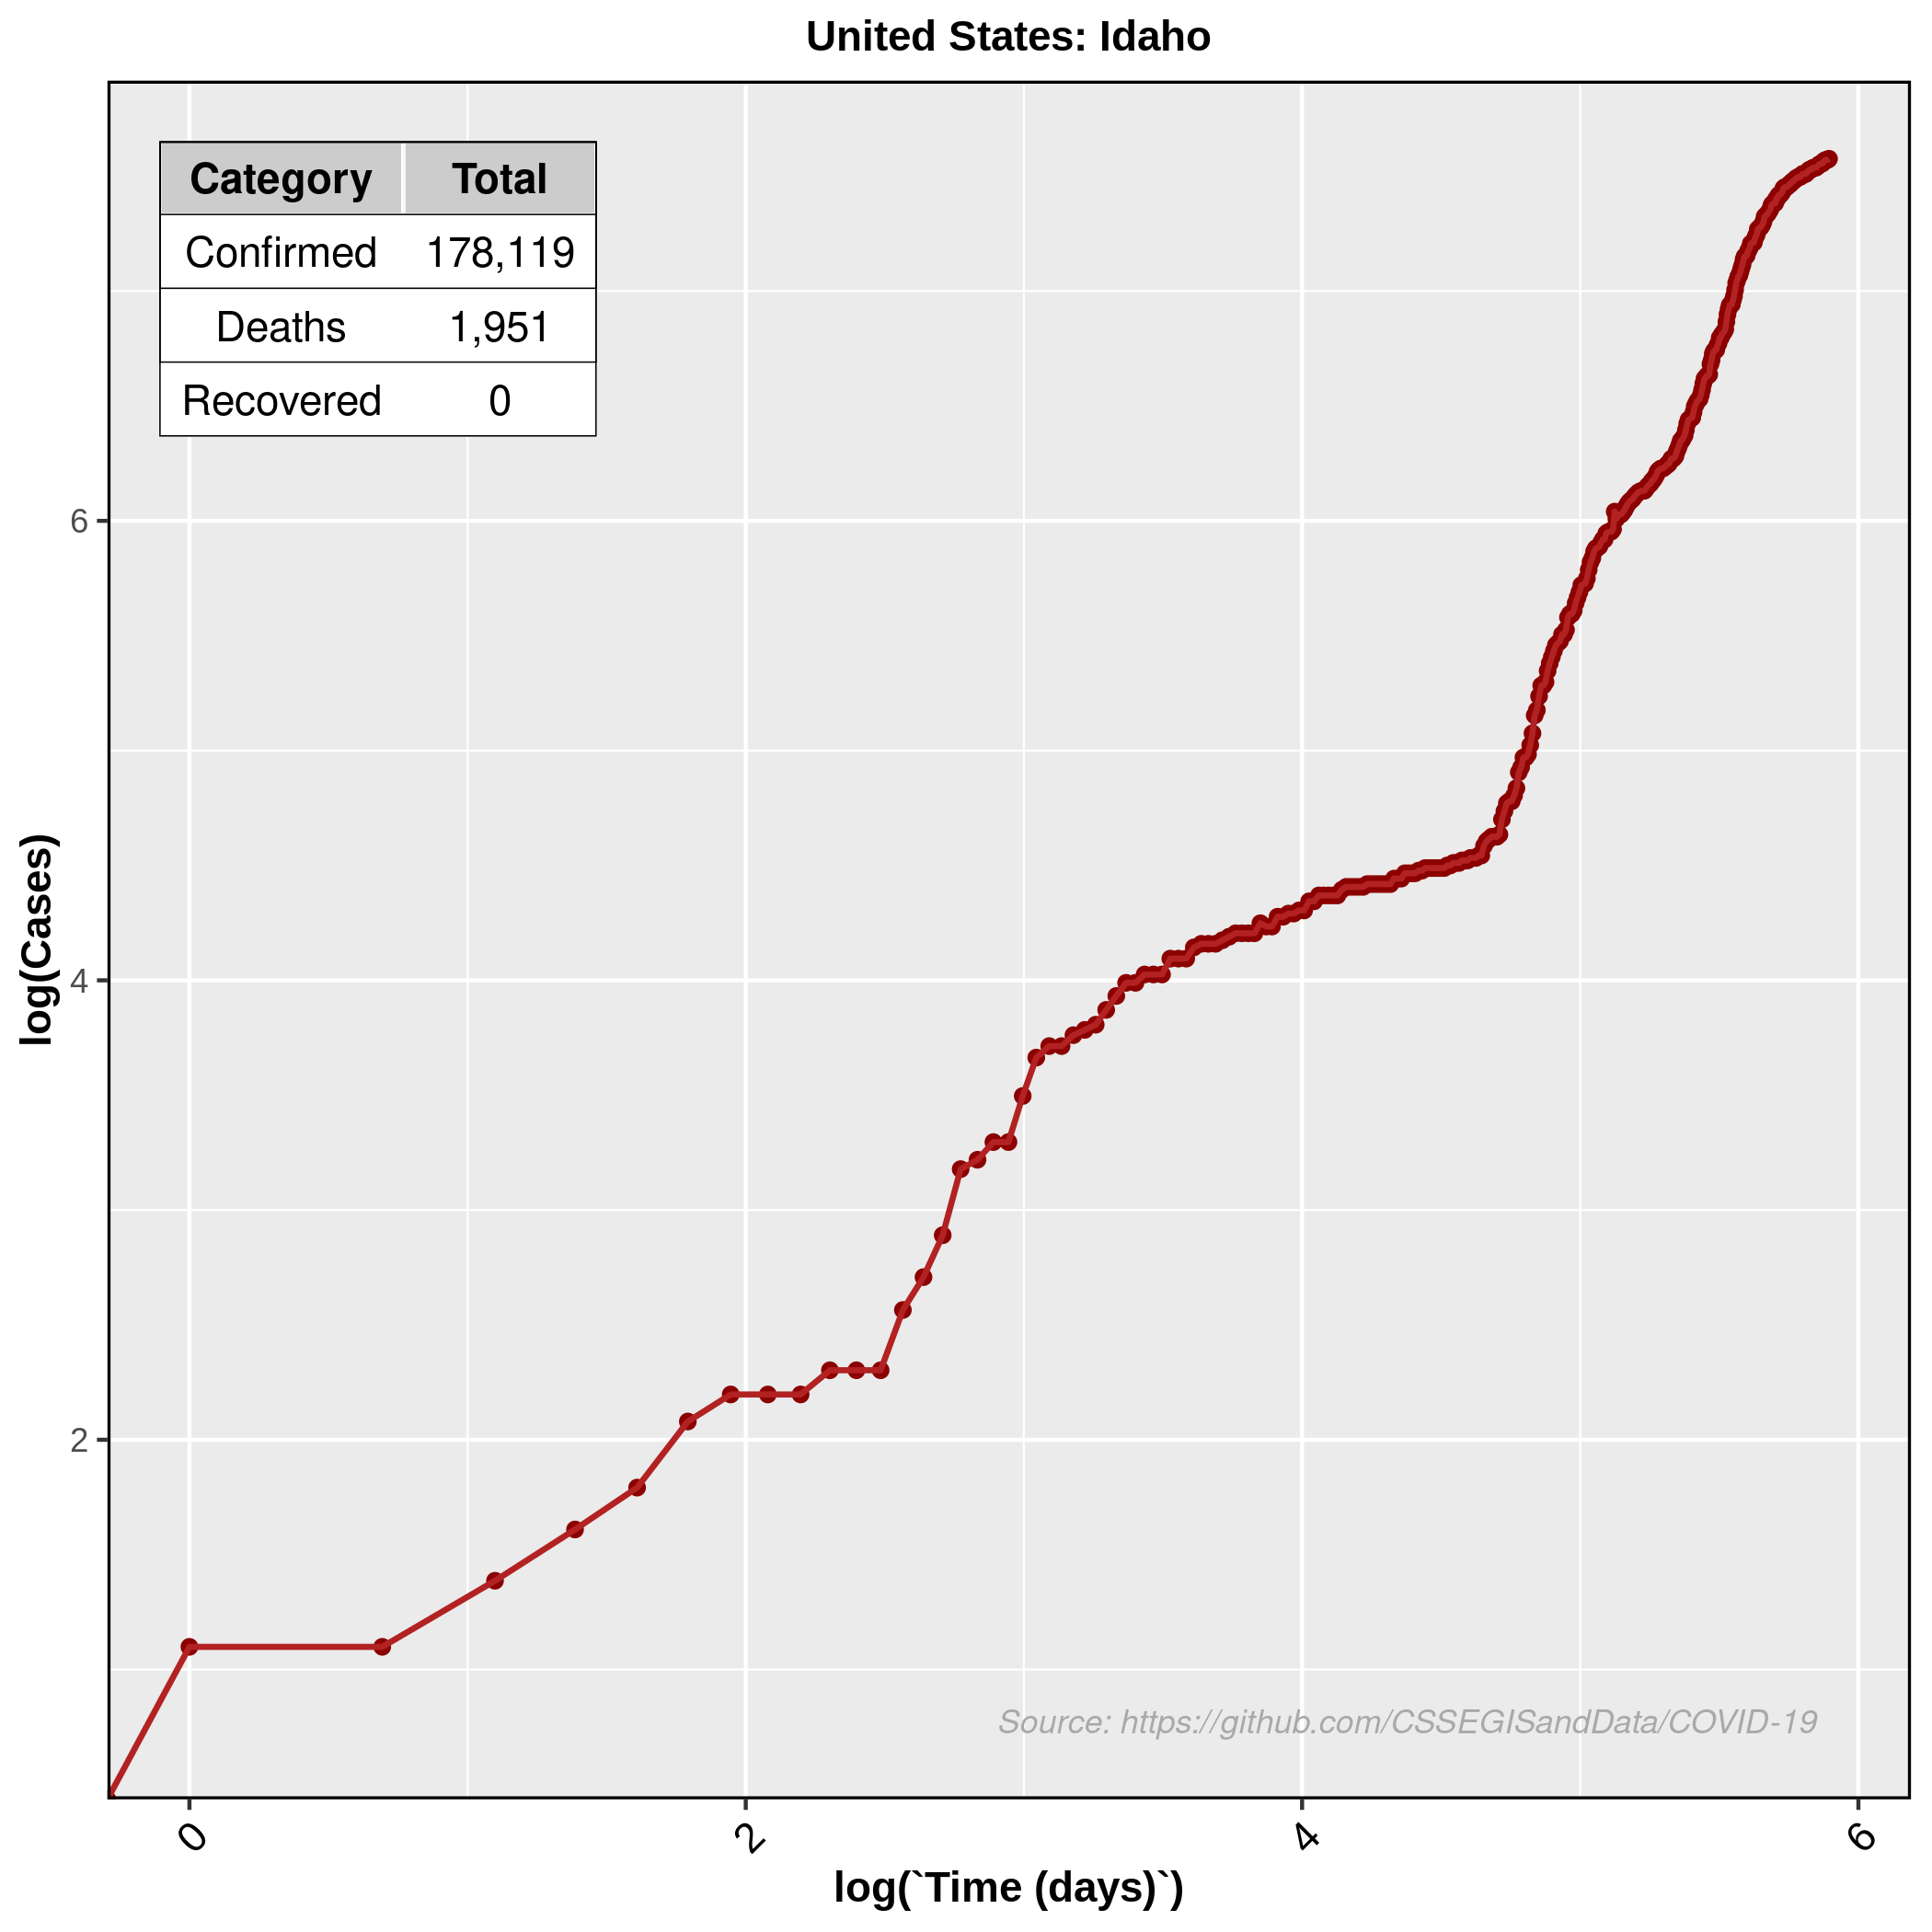 United States: Idaho
Category Total
Confirmed 178,119
Deaths 1,951
Recovered 0
6
4
2
log(Cases)
Source: https://github.com/CSSEGISandData/COVID-19
0 2 4 6
log(`Time (days)`)